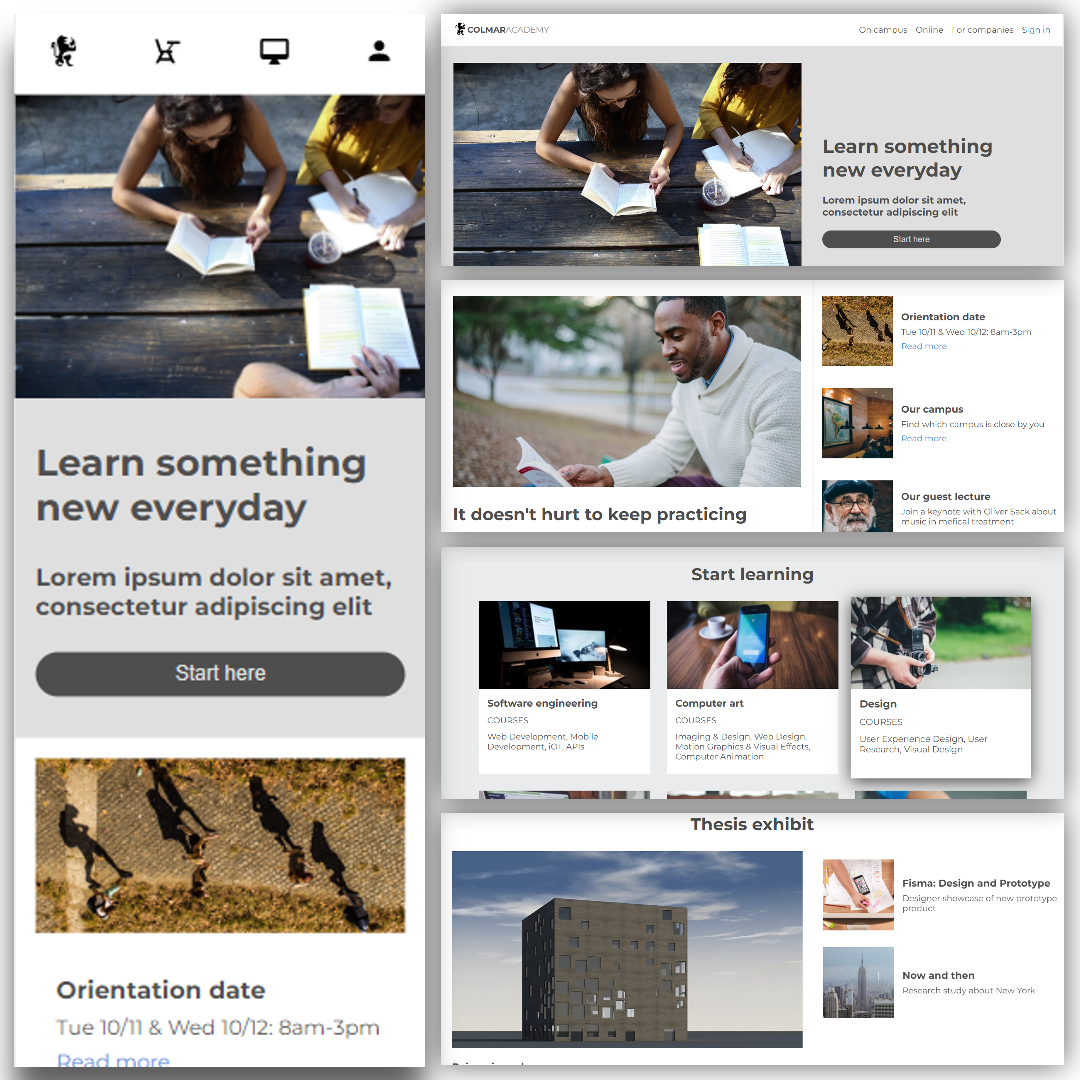 Learn something
new everyday
Lorem ipsum dolor sit amet,
consectetur adipiscing elit
Start here
Orientation date
Tue 10/11 & Wed 10/12: 8am-3pm
Read more
COLMARACADEMY
On campus Online For companies Sign in
Learn something
new everyday
Lorem ipsum dolor sit amet,
consectetur adipiscing elit
Start here
It doesn't hurt to keep practicing
Orientation date
Tue 10/11 & Wed 10/12: 8am-3pm
Read more
Our campus
Find which campus is close by you
Read more
Our guest lecture
Join a keynote with Oliver Sack about
music in mefical treatment
Start learning
Software engineering
COURSES
Web Development, Mobile
Development, iOT, APIs
Computer art
COURSES
Imaging & Design, Web Design,
Motion Graphics & Visual Effects,
Computer Animation
Design
COURSES
User Experience Design, User
Research, Visual Design
Thesis exhibit
Fisma: Design and Prototype
Designer showcase of new prototype
product
Now and then
Research study about New York